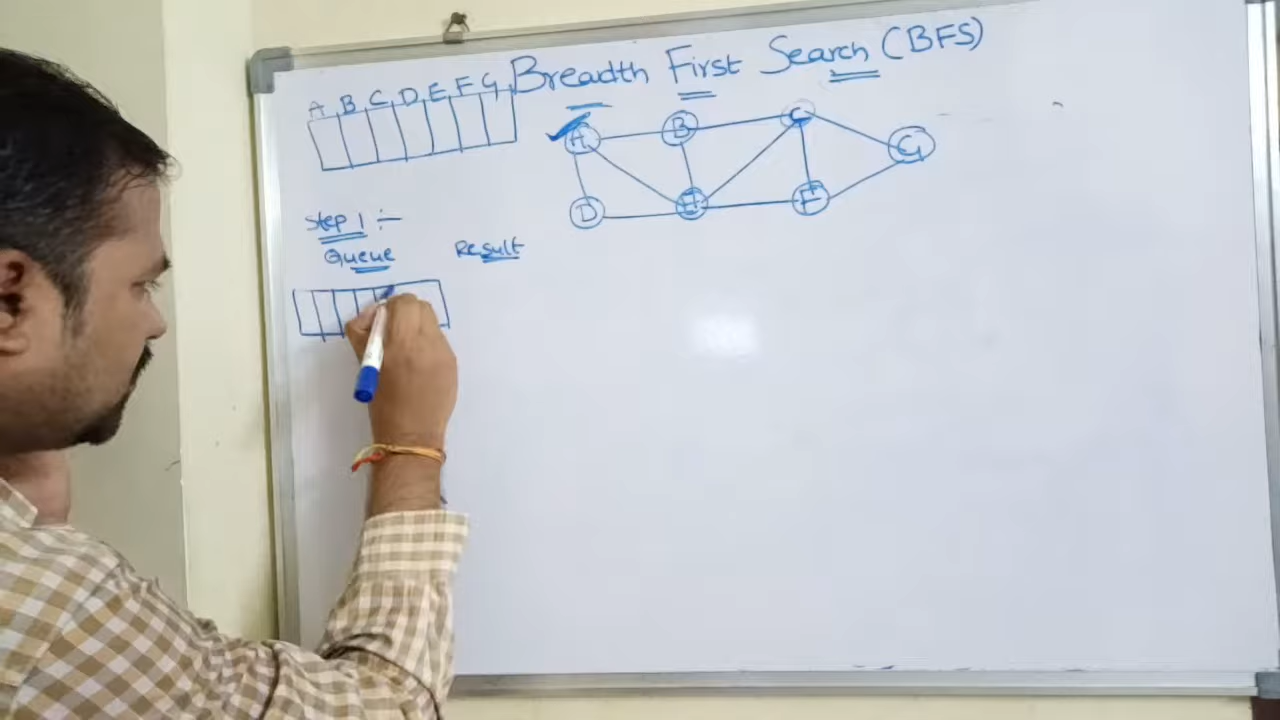 Breadth First Search (BFS)
A B C D E F G
A B C G
D E F
Step 1 :-
Queue Result